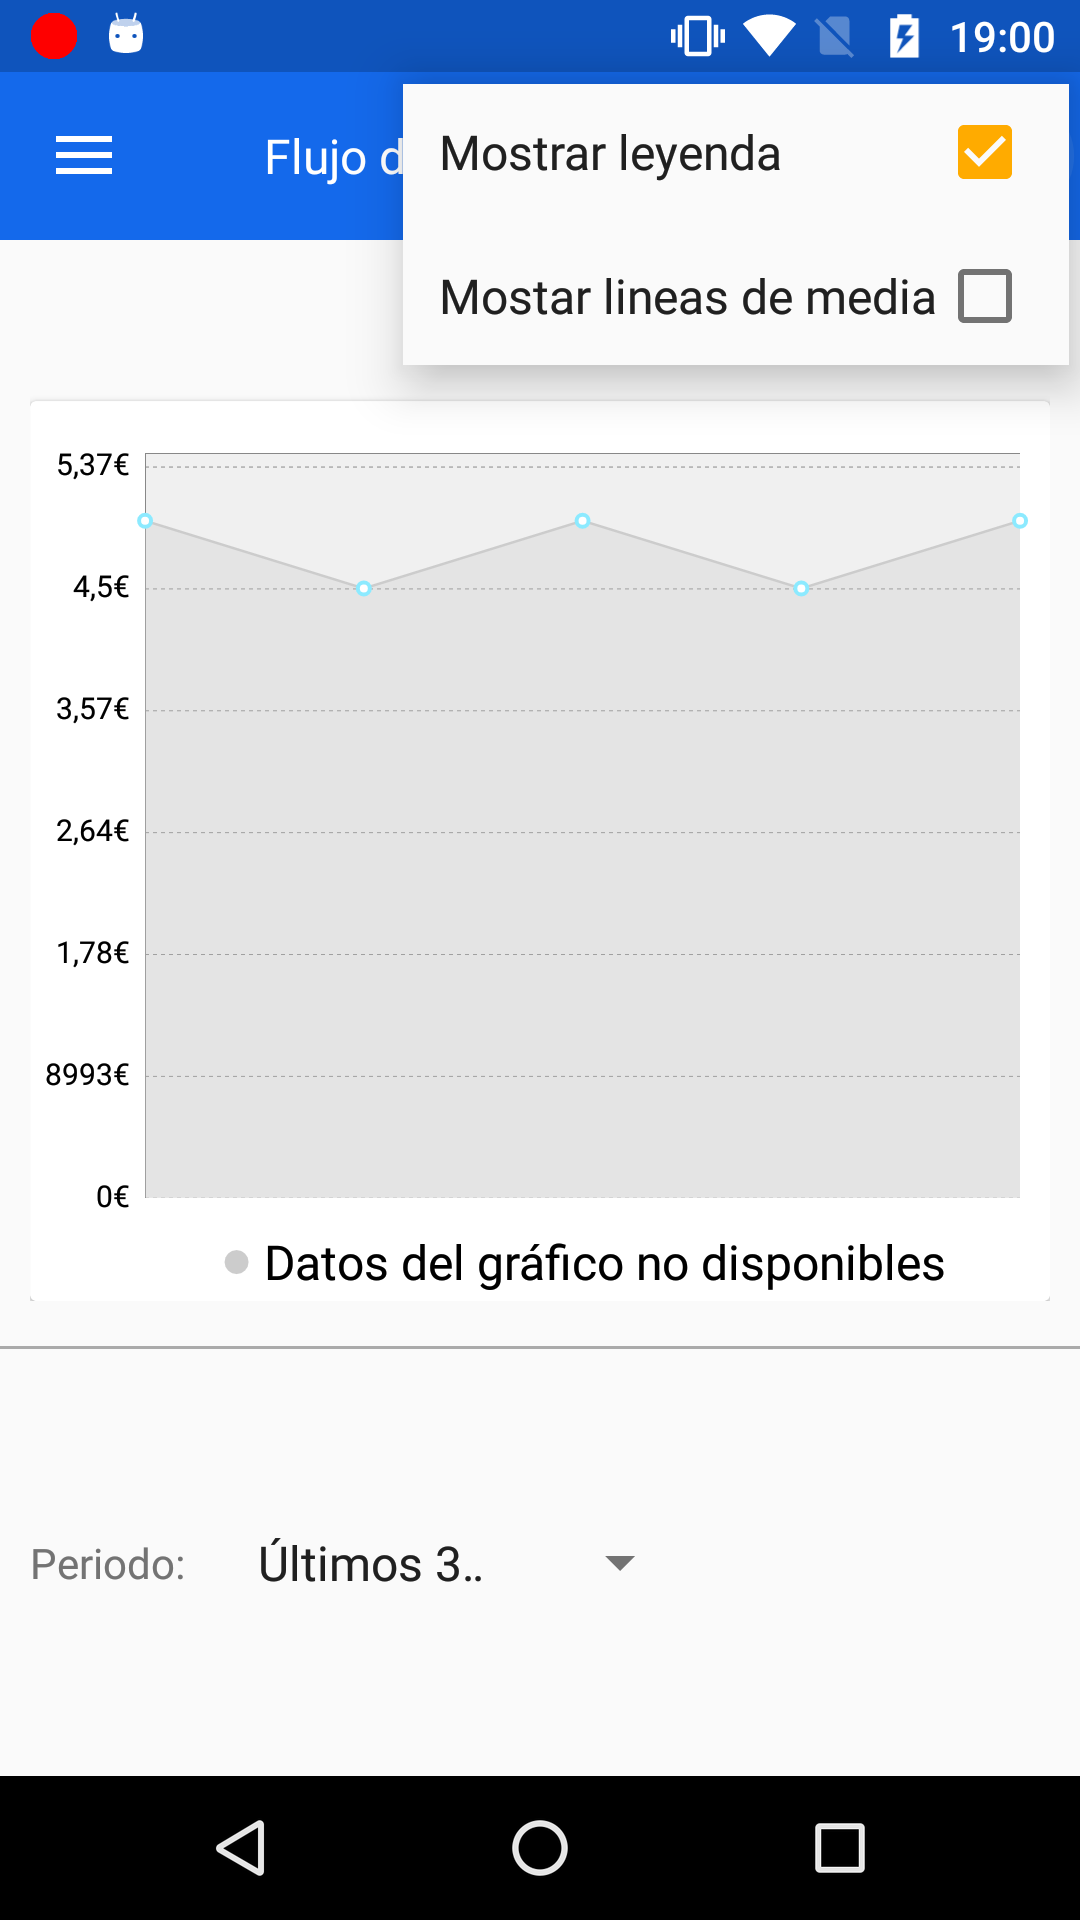 19:00
Flujo d
Mostrar leyenda
Mostar lineas de media
5,37€
4,5€
3,57€
2,64€
1,78€
8993€
0€
Datos del gráfico no disponibles
Periodo: Últimos 3..